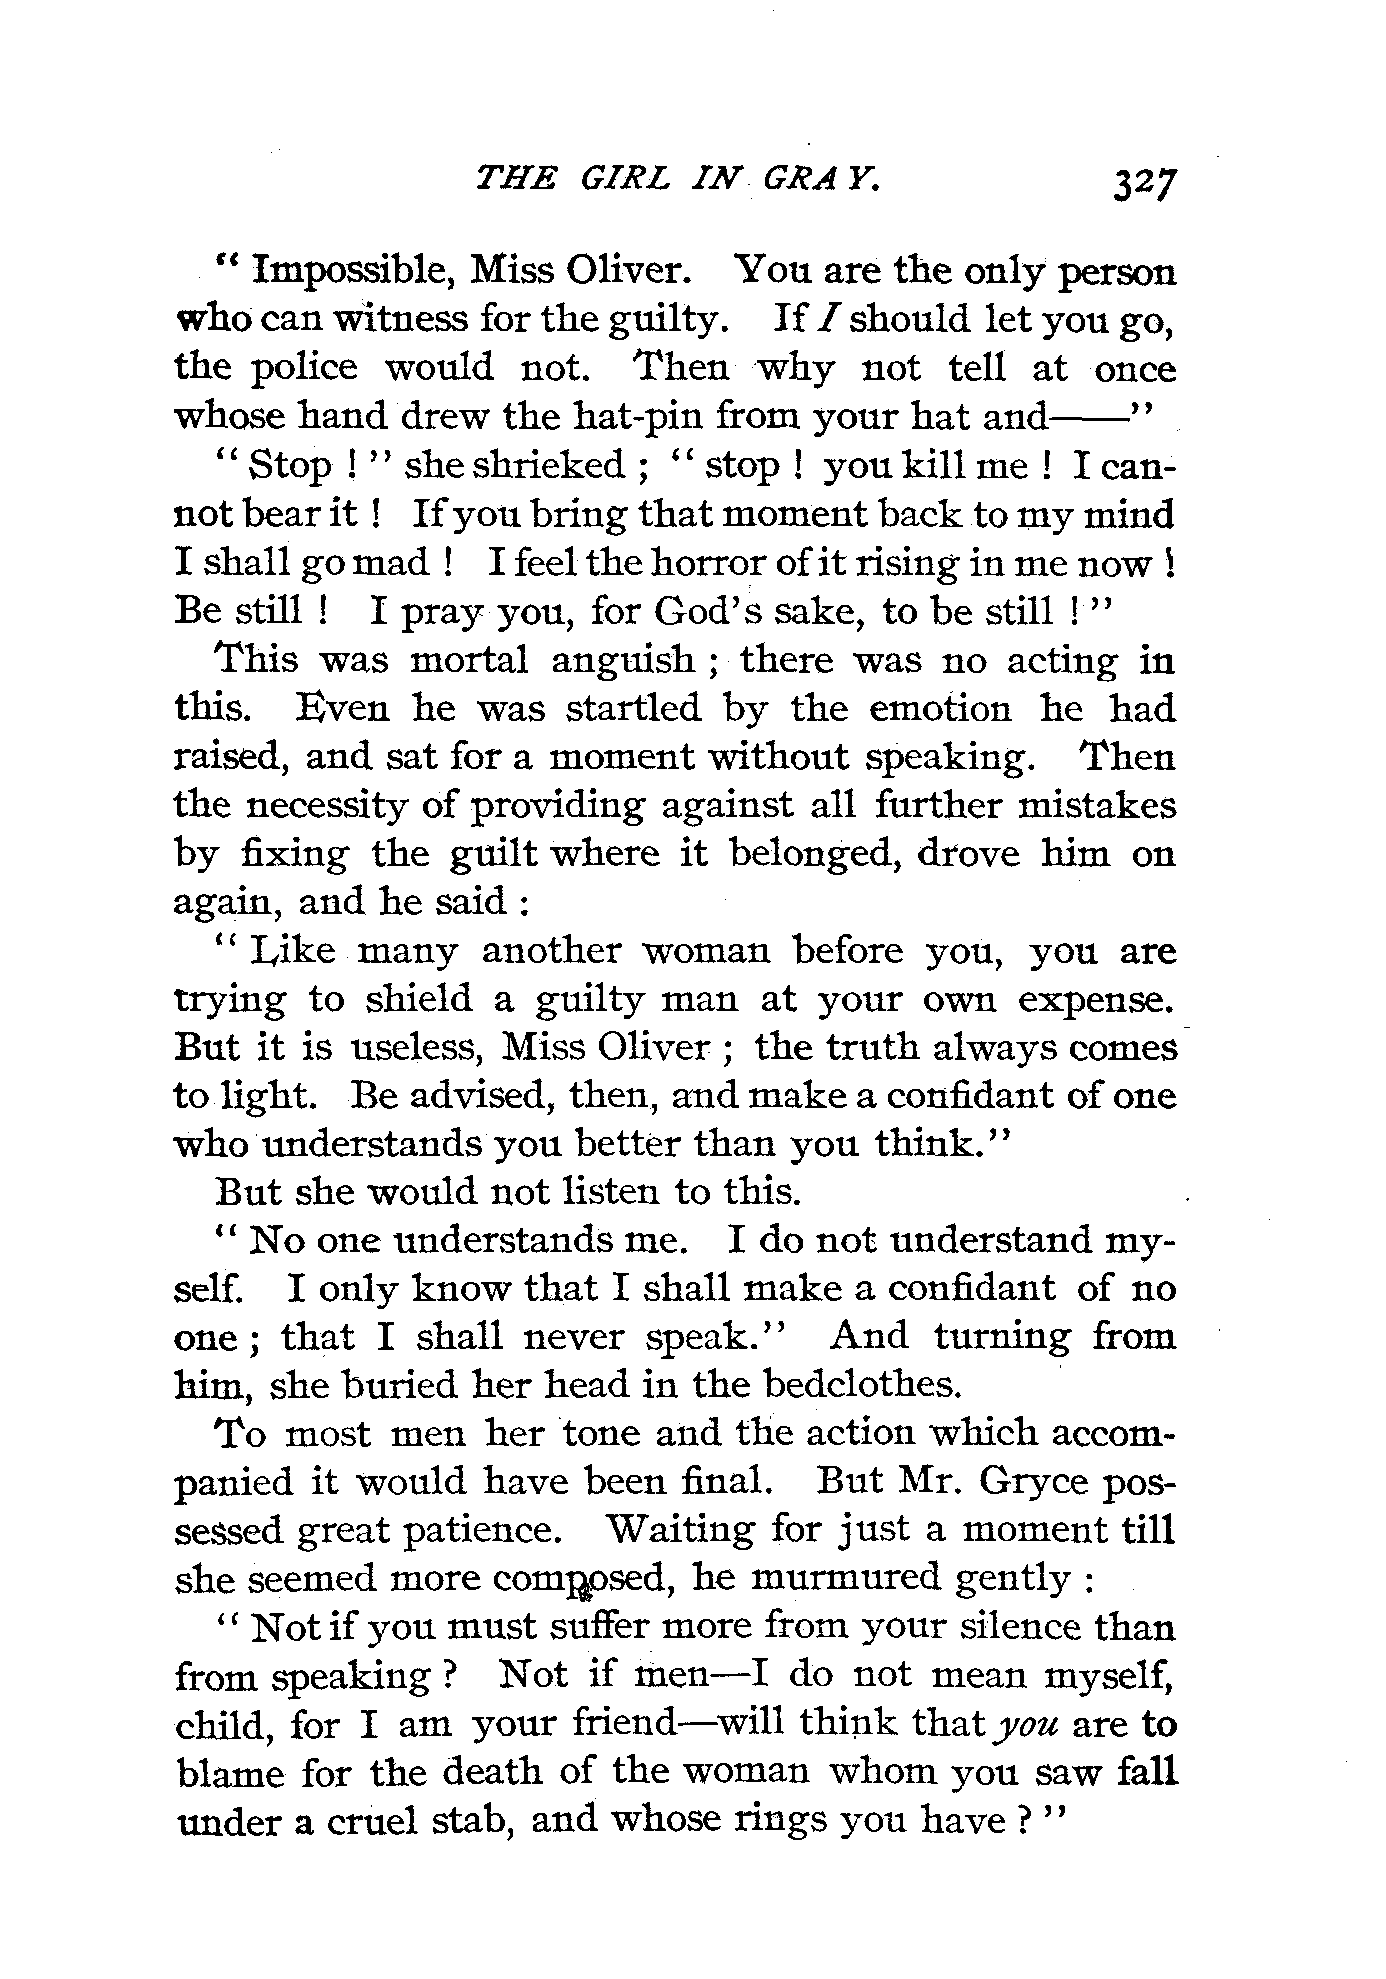 THE GIRL IN GRAY. 327
“ Impossible, Miss Oliver. You are the only person
who can witness for the guilty. If I should let you go,
the police would not. Then why not tell at once
whose hand drew the hat-pin from your hat and——”
“ Stop ! ” she shrieked ; “ stop ! you kill me ! I can-
not bear it ! If you bring that moment back to my mind
I shall go mad ! I feel the horror of it rising in me now !
Be still ! I pray you, for God’s sake, to be still ! ”
This was mortal anguish ; there was no acting in
this. Even he was startled by the emotion he had
raised, and sat for a moment without speaking. Then
the necessity of providing against all further mistakes
by fixing the guilt where it belonged, drove him on
again, and he said :
“ Like many another woman before you, you are
trying to shield a guilty man at your own expense.
But it is useless, Miss Oliver ; the truth always comes
to light. Be advised, then, and make a confidant of one
who understands you better than you think.”
But she would not listen to this.
“ No one understands me. I do not understand my-
self. I only know that I shall make a confidant of no
one ; that I shall never speak.” And turning from
him, she buried her head in the bedclothes.
To most men her tone and the action which accom-
panied it would have been final. But Mr. Gryce pos-
sessed great patience. Waiting for just a moment till
she seemed more composed, he murmured gently :
“ Not if you must suffer more from your silence than
from speaking ? Not if men—I do not mean myself,
child, for I am your friend—will think that you are to
blame for the death of the woman whom you saw fall
under a cruel stab, and whose rings you have ? ”